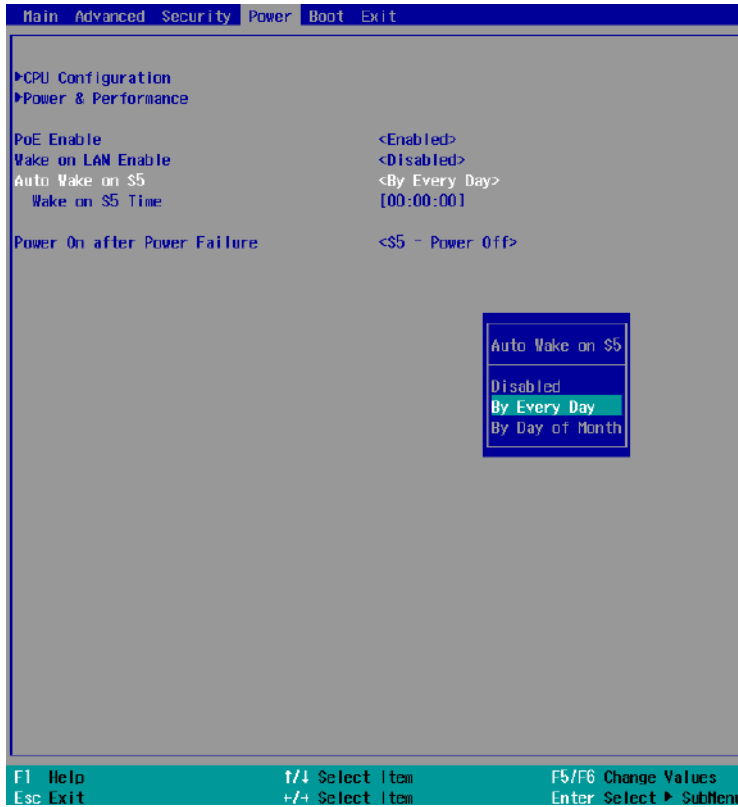 Main Advanced Security Power Boot Exit
▶CPU Configuration
▶Power & Performance
PoE Enable <Enabled>
Wake on LAN Enable <Disabled>
Auto Wake on S5 <By Every Day>
Wake on S5 Time [00:00:00]
Power On after Power Failure <S5 - Power Off>
Auto Wake on S5
Disabled
By Every Day
By Day of Month
F1 Help ↑/↓ Select Item F5/F6 Change Values
Esc Exit ←/→ Select Item Enter Select ▶ SubMenu